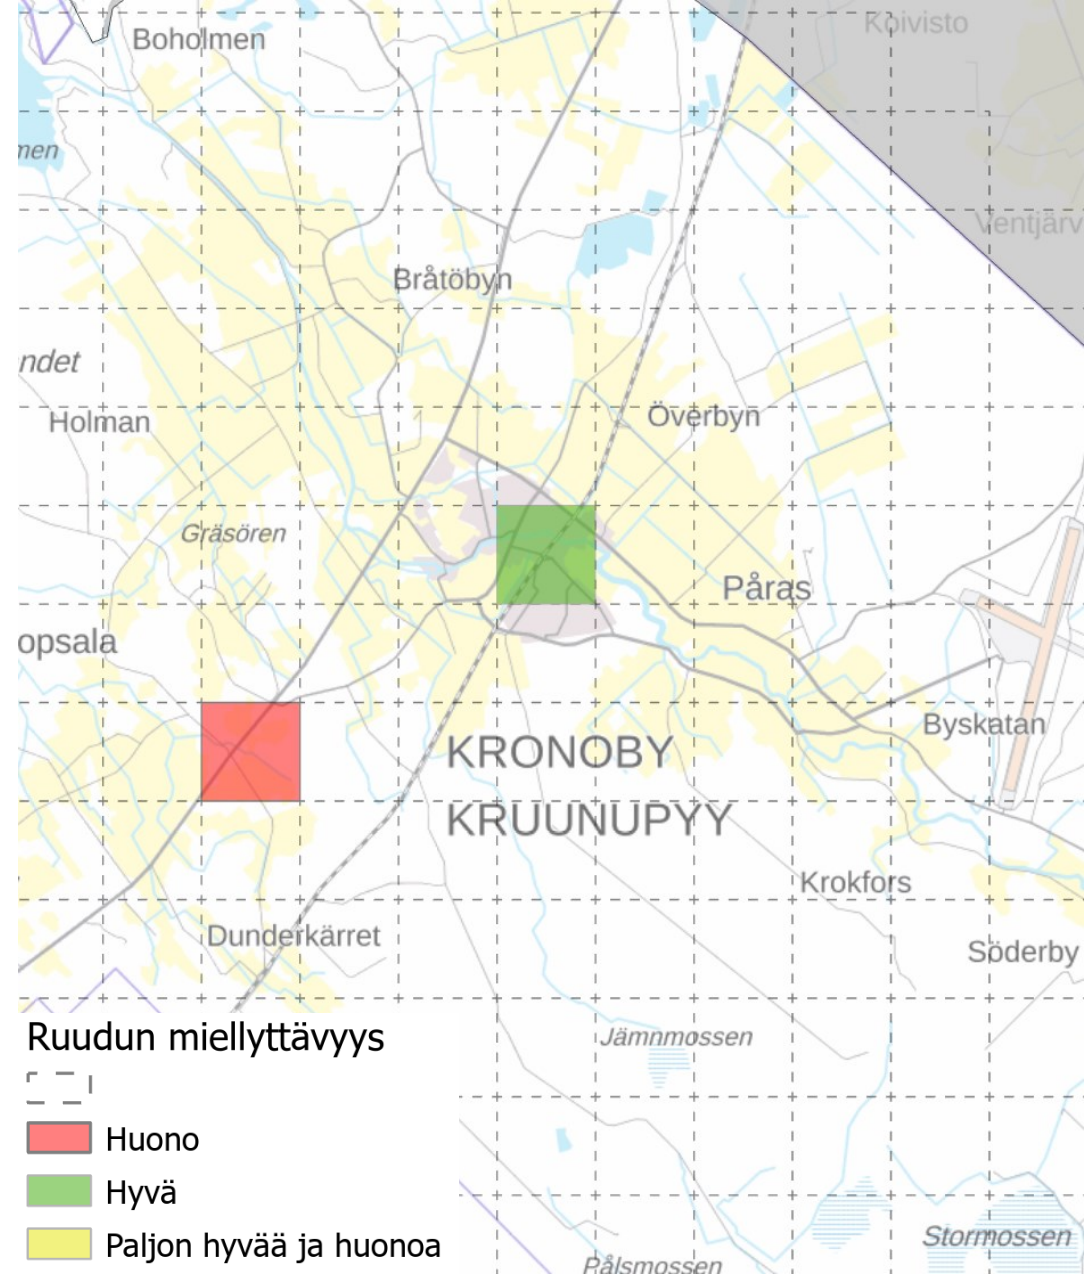 Koivisto
Boholmen
men
Ventjärv
Bråtöbyn
ndet
Holman
Överbyn
Gräsören
Påras
opsala
Byskatan
KRONOBY
KRUUNUPYY
Krokfors
Dunderkärret
Söderby
Jämnmossen
Stormossen
Pålsmossen
Ruudun miellyttävyys
Huono
Hyvä
Paljon hyvää ja huonoa